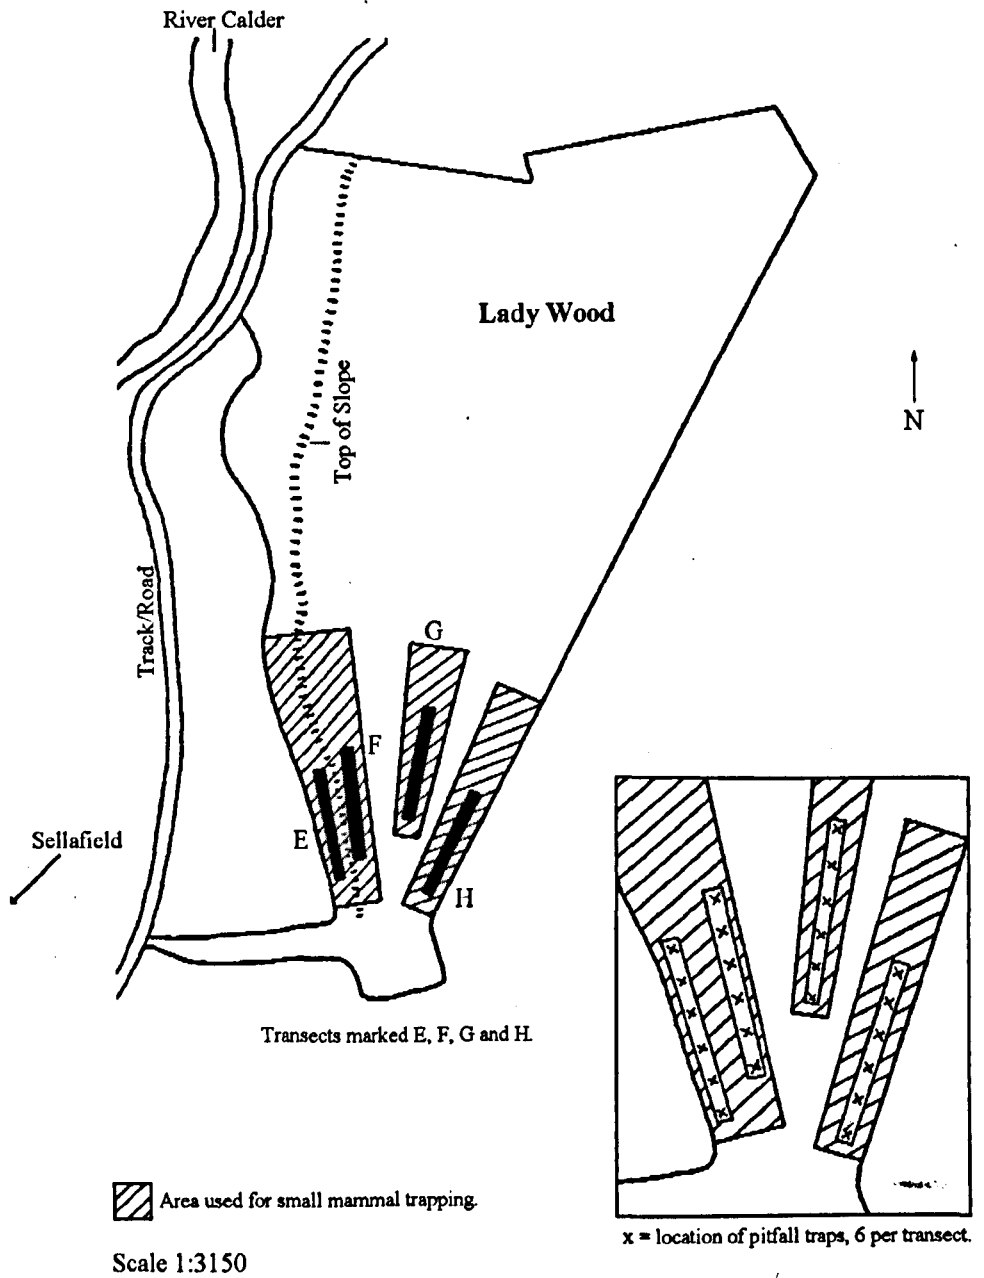 River Calder
Lady Wood
Top of Slope
N
Track/Road
G
F
E
H
Sellafield
Transects marked E, F, G and H.
Area used for small mammal trapping.
x = location of pitfall traps, 6 per transect.
Scale 1:3150